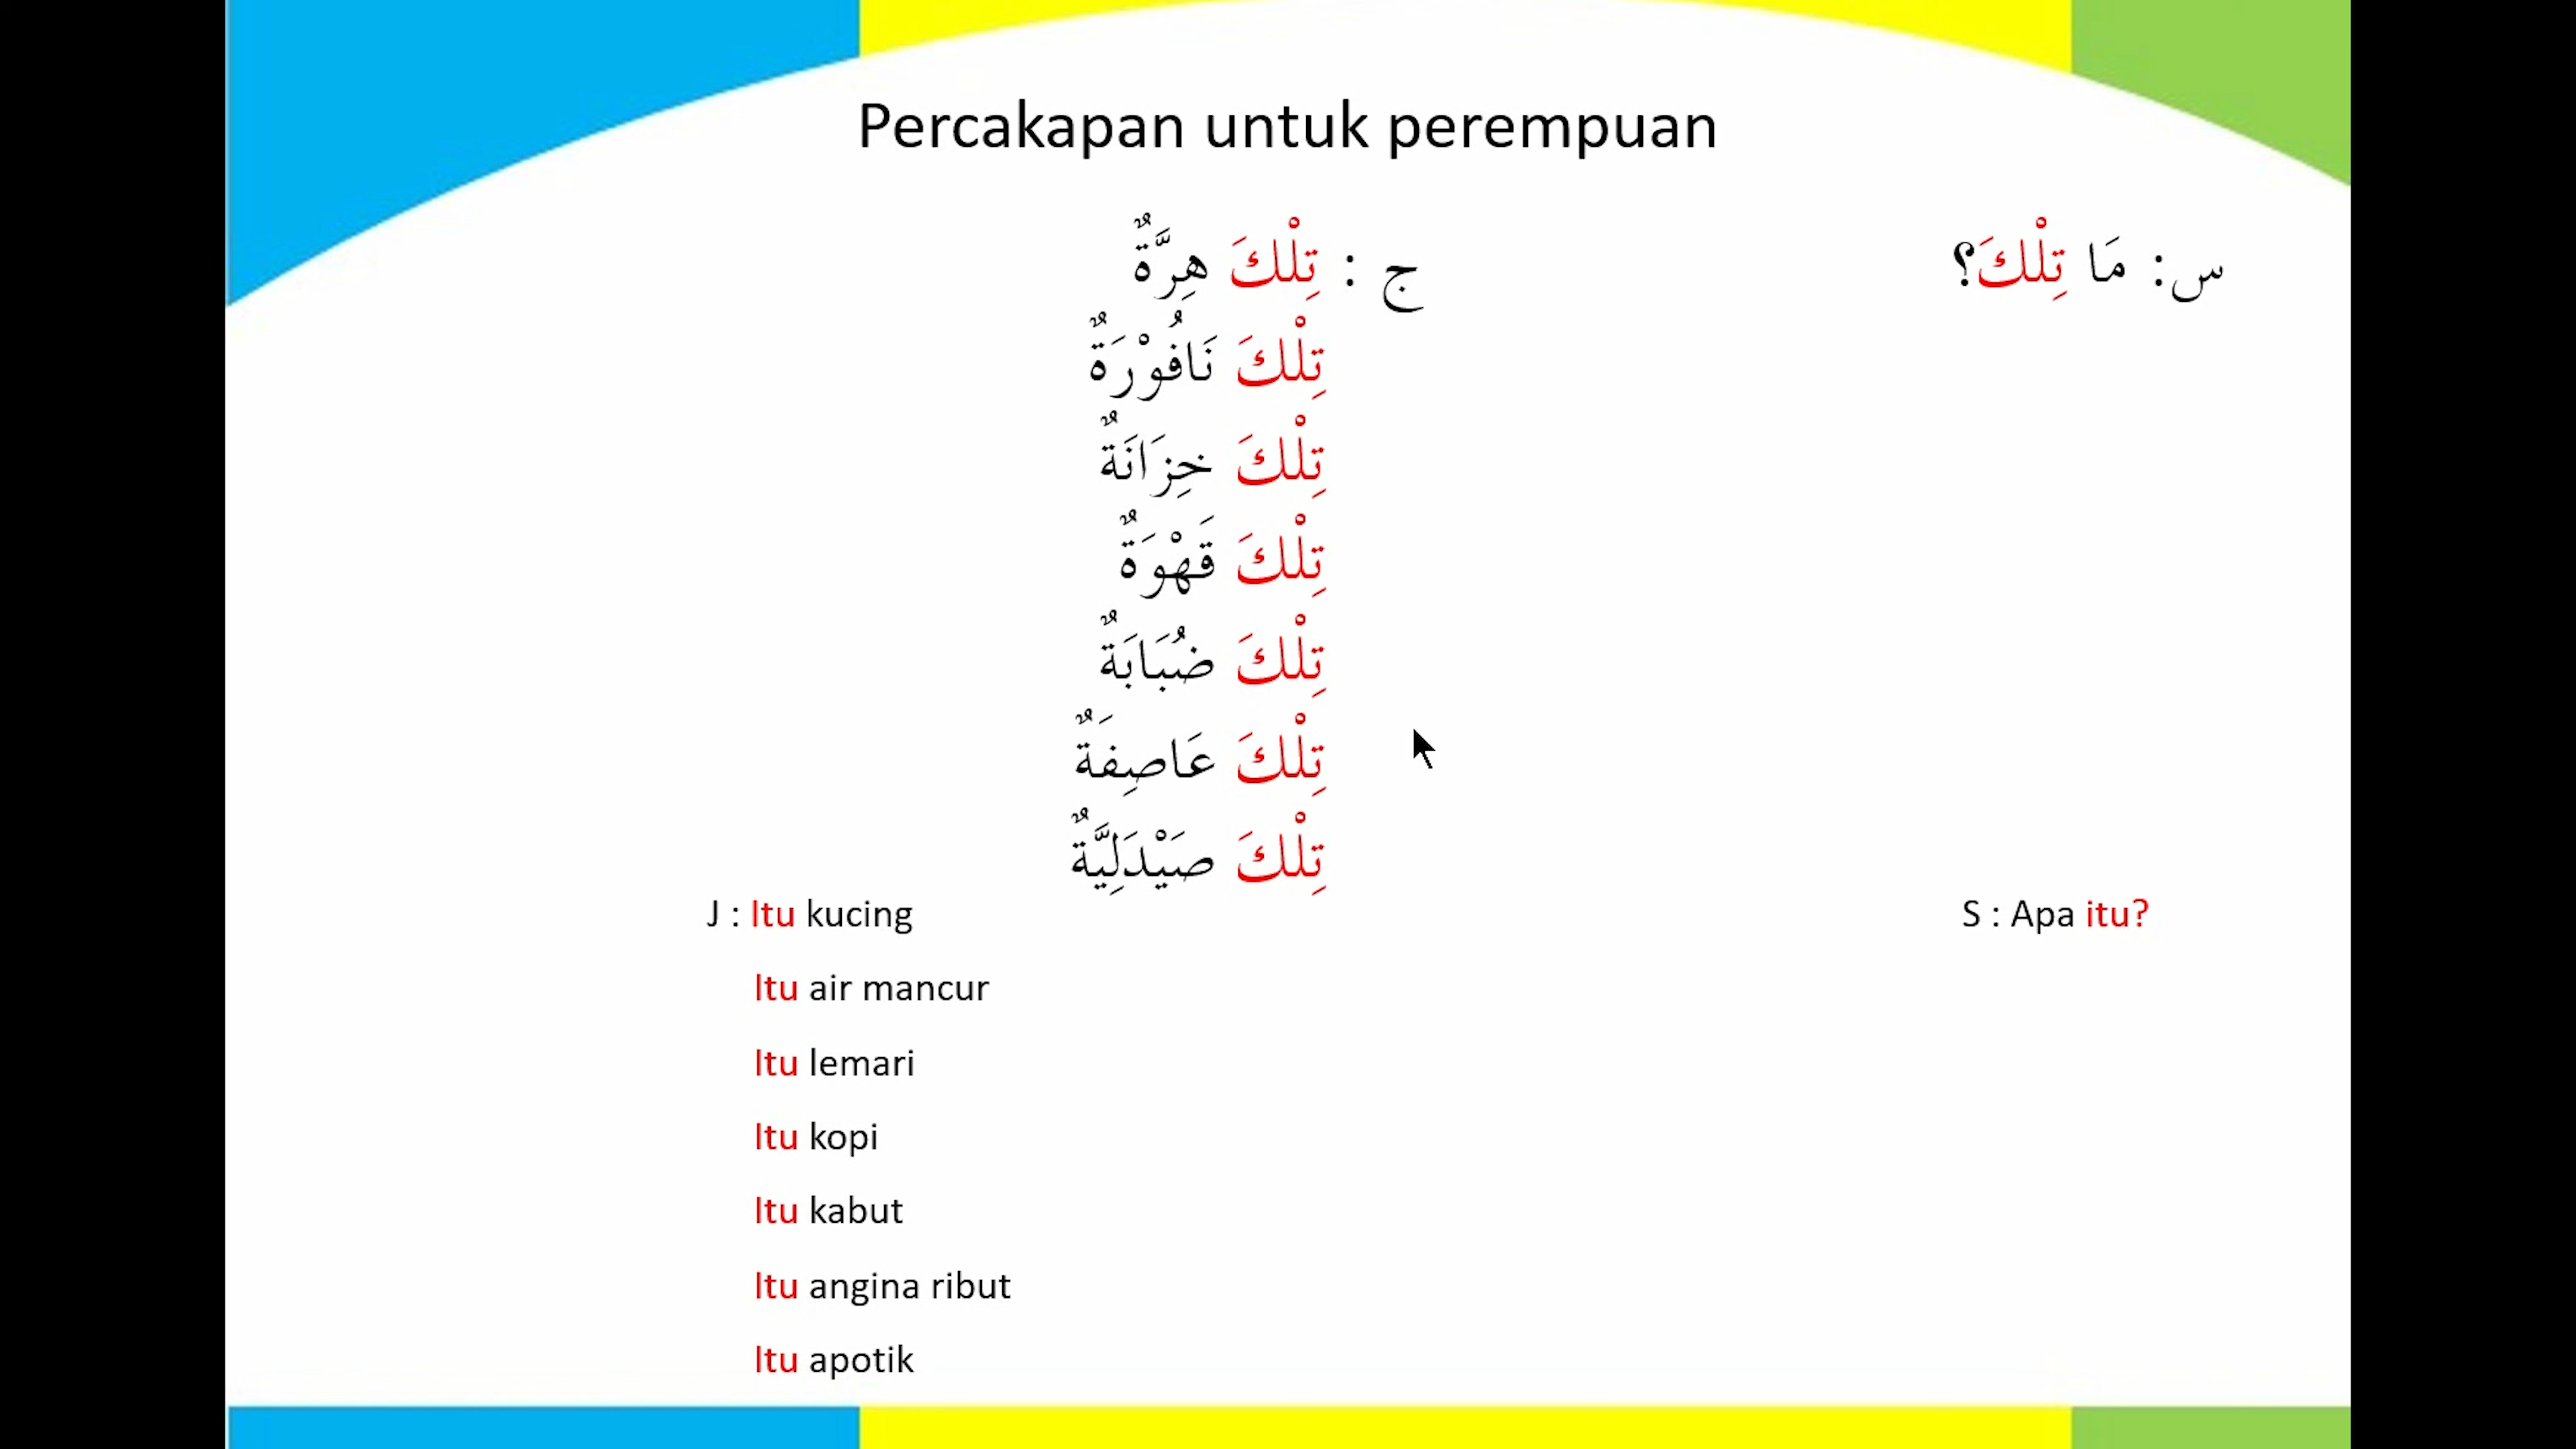 Percakapan untuk perempuan
س: مَا تِلْكَ؟
ج : تِلْكَ هِرَّةٌ
تِلْكَ نَافُوْرَةٌ
تِلْكَ خِزَانَةٌ
تِلْكَ قَهْوَةٌ
تِلْكَ ضُبَابَةٌ
تِلْكَ عَاصِفَةٌ
تِلْكَ صَيْدَلِيَّةٌ
S : Apa itu?
J : Itu kucing
Itu air mancur
Itu lemari
Itu kopi
Itu kabut
Itu angina ribut
Itu apotik